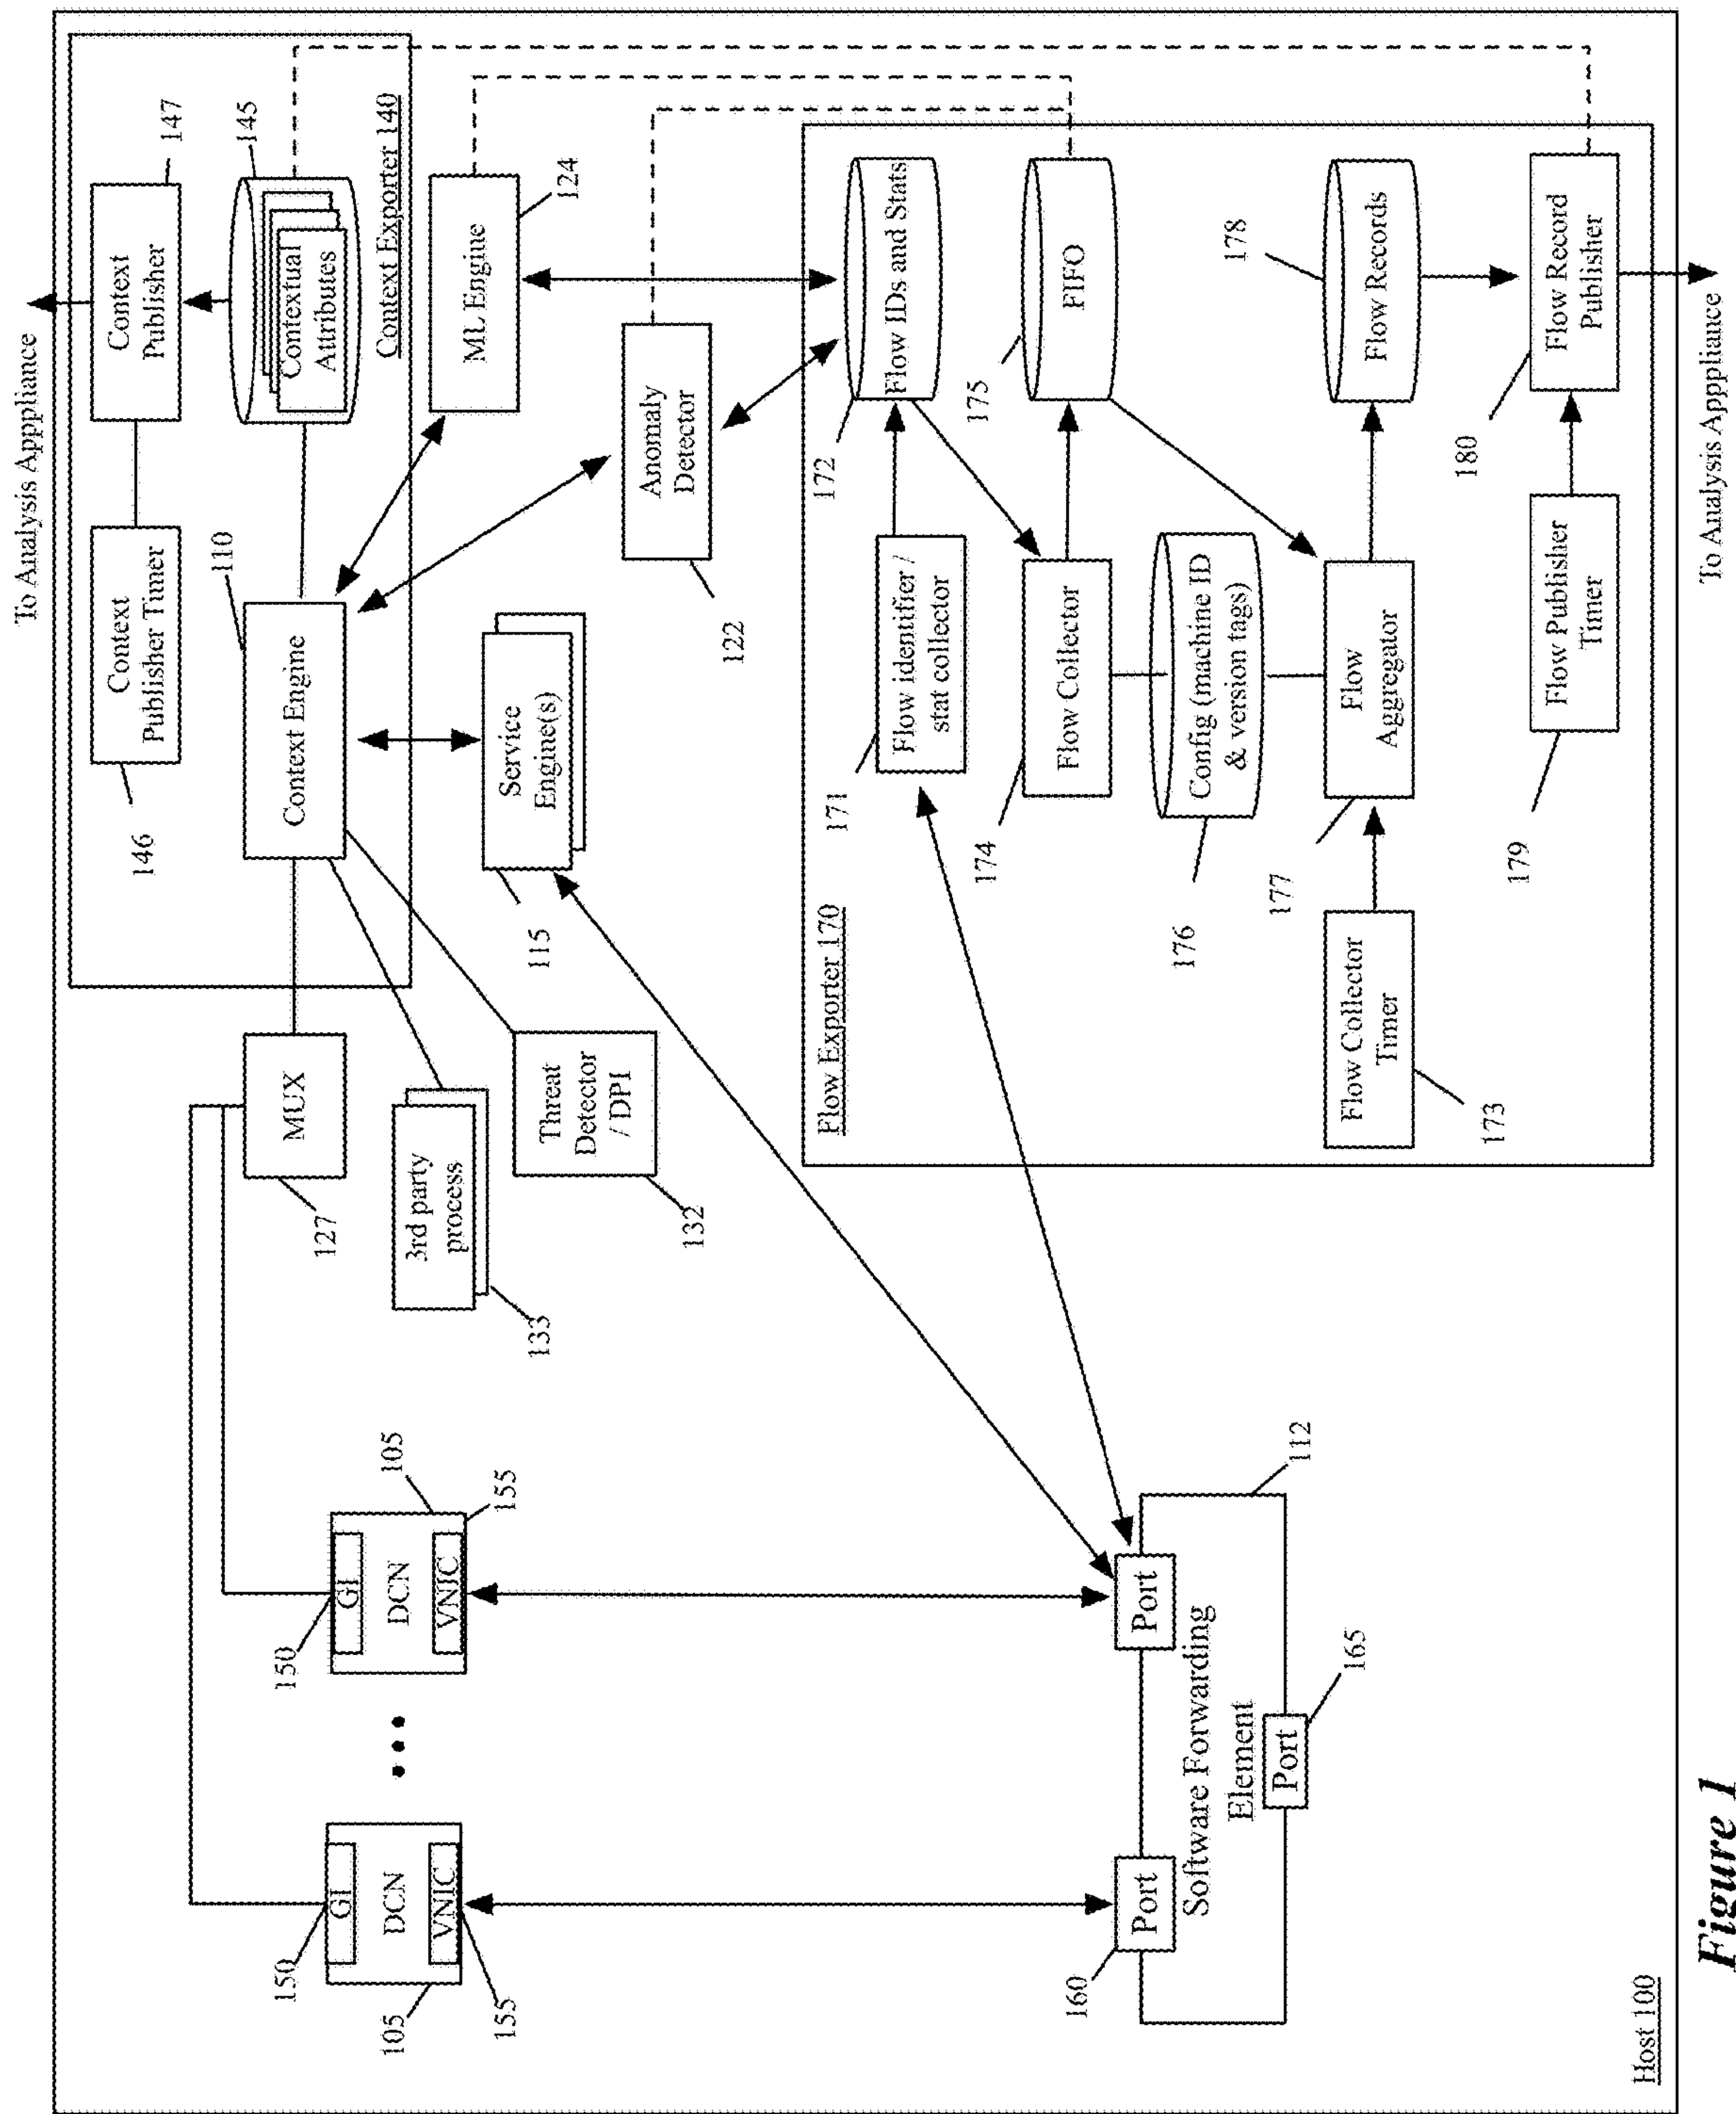 To Analysis Apppliance
Context
Publisher Timer
146
Context
Publisher
147
110
Context Engine
Contextual
Attributes
145
Context Exporter 140
MUX
127
3rd party
process
133
Threat
Detector
/ DPI
132
Service
Engine(s)
115
ML Engine
124
Anomaly
Detector
122
150
GI
DCN
VNIC
105
155
150
GI
DCN
VNIC
105
155
Flow Exporter 170
171
Flow identifier /
stat collector
172
Flow IDs and Stats
174
Flow Collector
175
FIFO
176
Config (machine ID
& version tags)
177
Flow
Aggregator
178
Flow Records
Flow Collector
Timer
173
179
Flow Publisher
Timer
180
Flow Record
Publisher
160
Port
Port
Software Forwarding
Element
112
Port
165
Host 100
To Analysis Apppliance
Figure 1